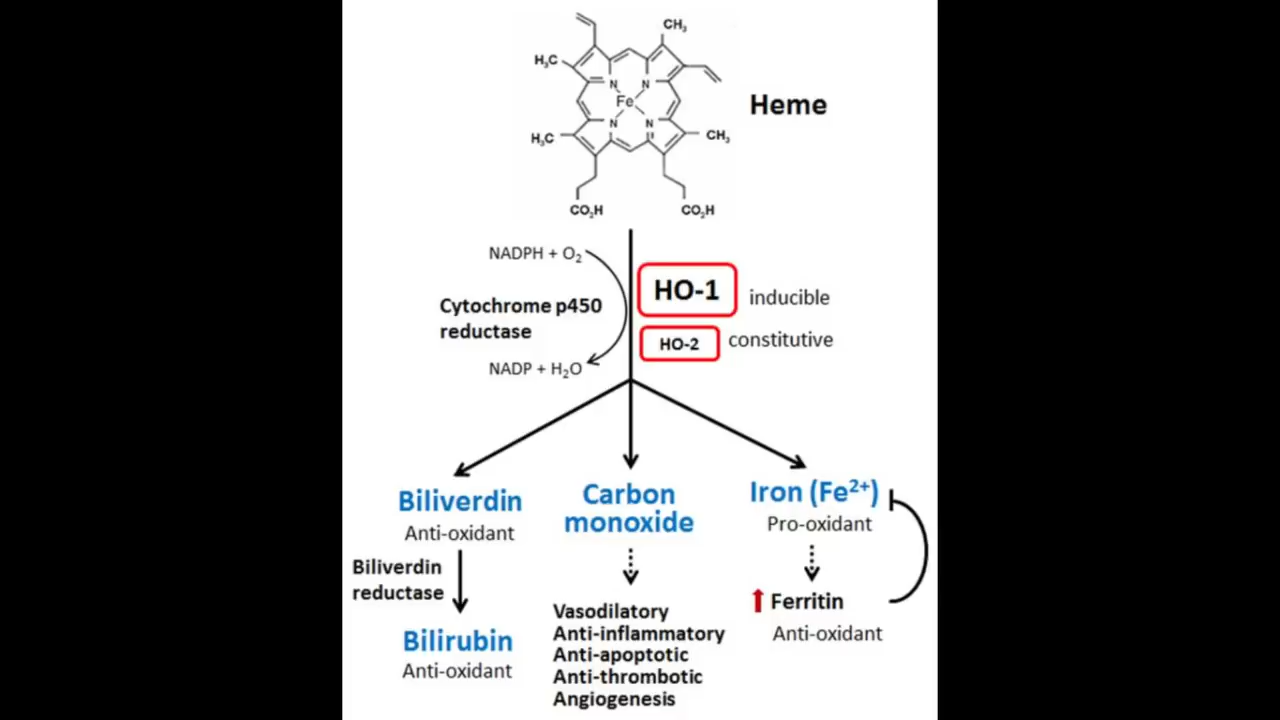 CH₃
H₃C
N N
Fe
Heme
N N
H₃C
CH₃
CO₂H CO₂H
NADPH + O₂
HO-1
inducible
Cytochrome p450
reductase
HO-2
constitutive
NADP + H₂O
Biliverdin
Anti-oxidant
Carbon
monoxide
Iron (Fe²⁺)
Pro-oxidant
Biliverdin
reductase
Bilirubin
Anti-oxidant
Vasodilatory
Anti-inflammatory
Anti-apoptotic
Anti-thrombotic
Angiogenesis
Ferritin
Anti-oxidant